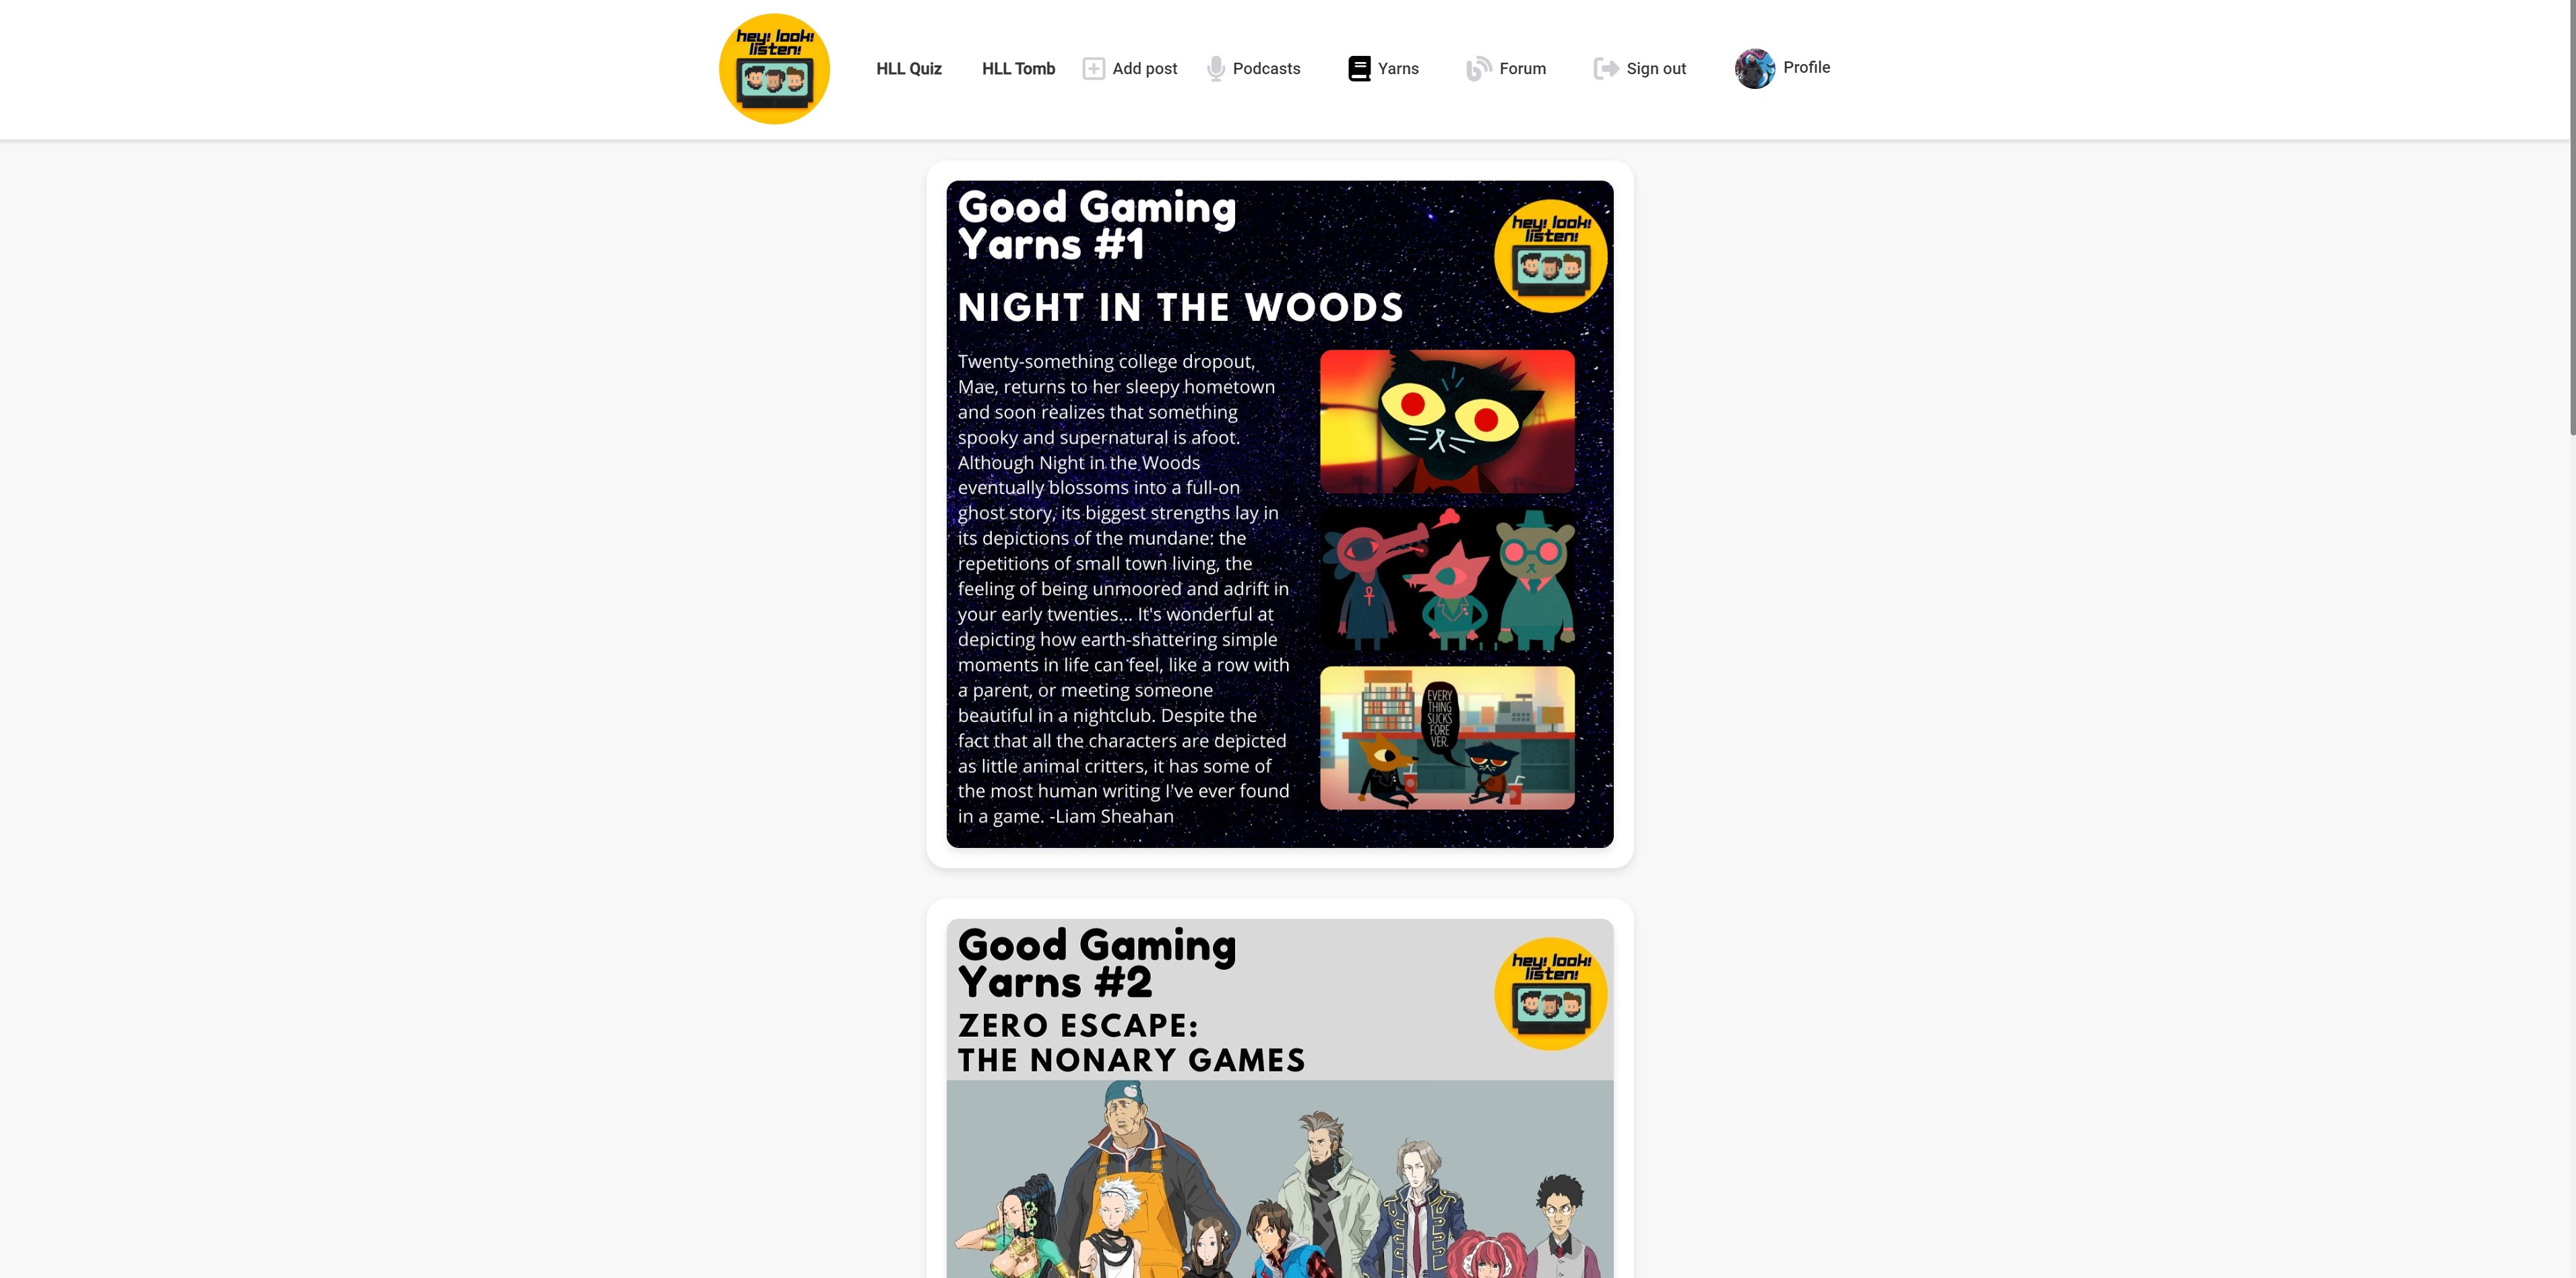 hey! look!
listen!
HLL Quiz
HLL Tomb
Add post
Podcasts
Yarns
Forum
Sign out
Profile
Good Gaming
Yarns #1
hey! look!
listen!
NIGHT IN THE WOODS
Twenty-something college dropout,
Mae, returns to her sleepy hometown
and soon realizes that something
spooky and supernatural is afoot.
Although Night in the Woods
eventually blossoms into a full-on
ghost story, its biggest strengths lay in
its depictions of the mundane: the
repetitions of small town living, the
feeling of being unmoored and adrift in
your early twenties... It's wonderful at
depicting how earth-shattering simple
moments in life can feel, like a row with
a parent, or meeting someone
beautiful in a nightclub. Despite the
fact that all the characters are depicted
as little animal critters, it has some of
the most human writing I've ever found
in a game. -Liam Sheahan
EVERY
THING
SUCKS
FORE
VER.
Good Gaming
Yarns #2
hey! look!
listen!
ZERO ESCAPE:
THE NONARY GAMES